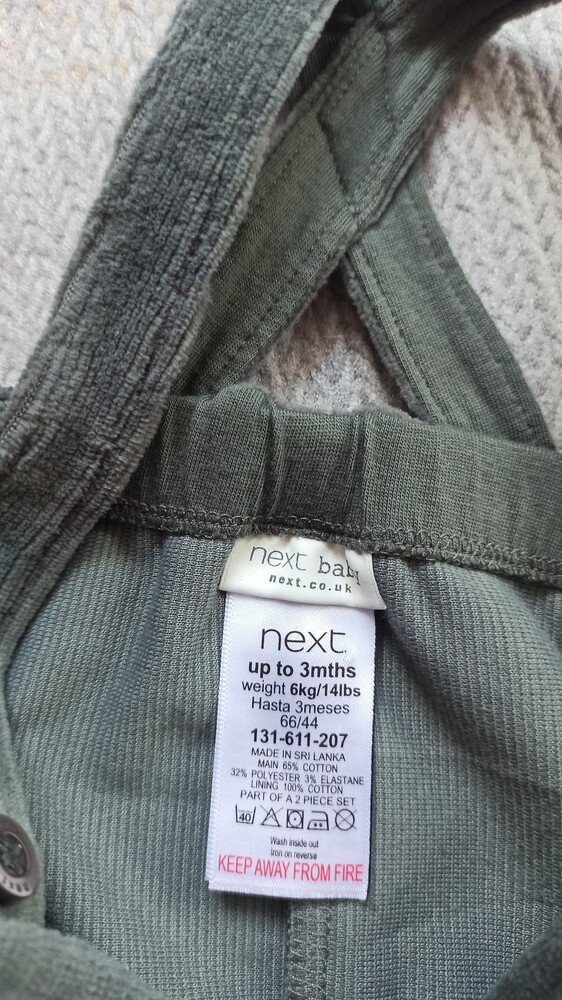 next baby
next.co.uk
next
up to 3mths
weight 6kg/14lbs
Hasta 3meses
66/44
131-611-207
MADE IN SRI LANKA
MAIN 65% COTTON
32% POLYESTER 3% ELASTANE
LINING 100% COTTON
PART OF A 2 PIECE SET
40
Wash inside out
Iron on reverse
KEEP AWAY FROM FIRE